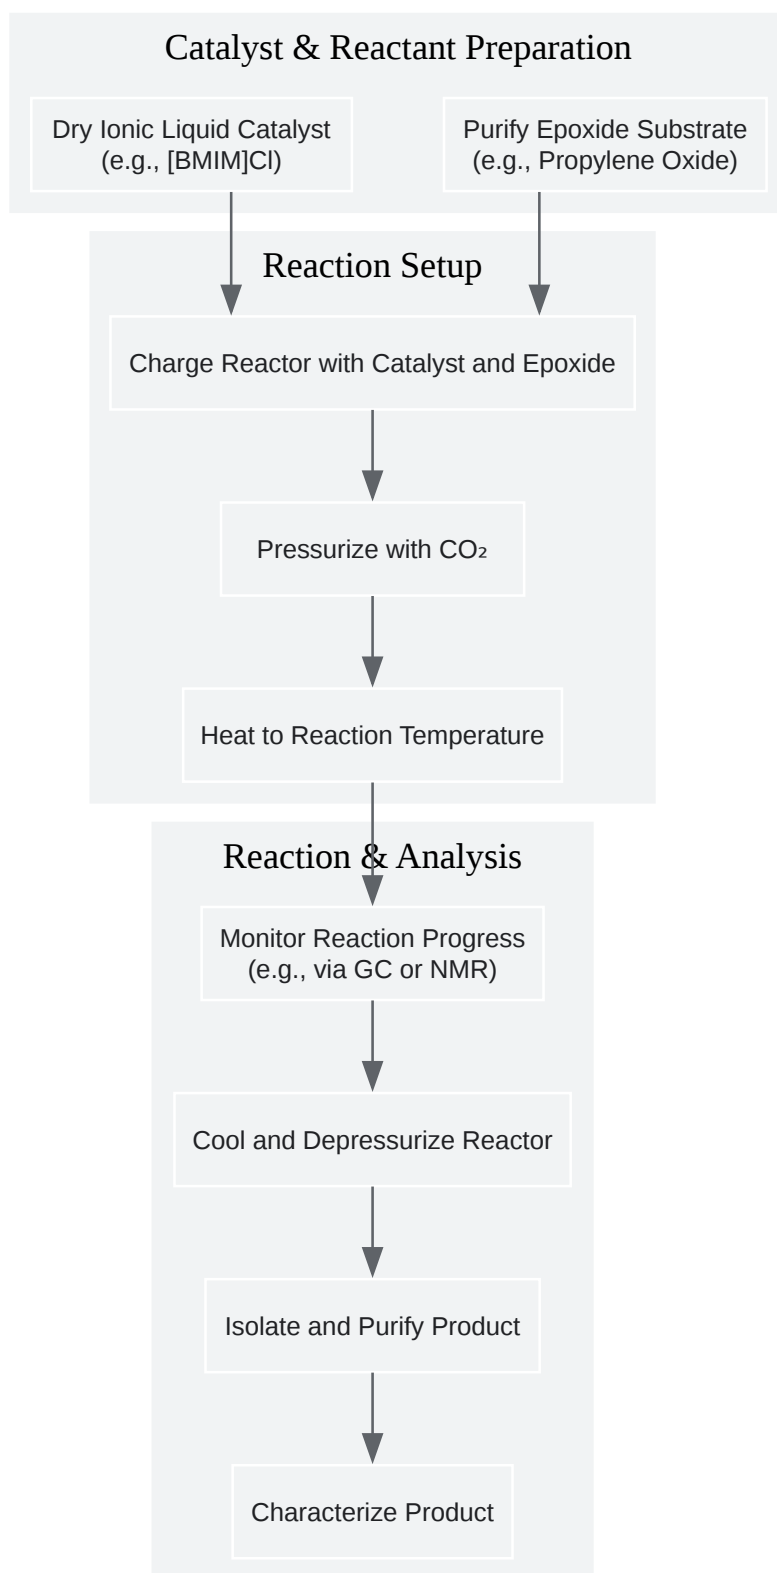 Catalyst & Reactant Preparation
Dry Ionic Liquid Catalyst
(e.g., [BMIM]Cl)
Purify Epoxide Substrate
(e.g., Propylene Oxide)
Reaction Setup
Charge Reactor with Catalyst and Epoxide
Pressurize with CO₂
Heat to Reaction Temperature
Reaction & Analysis
Monitor Reaction Progress
(e.g., via GC or NMR)
Cool and Depressurize Reactor
Isolate and Purify Product
Characterize Product